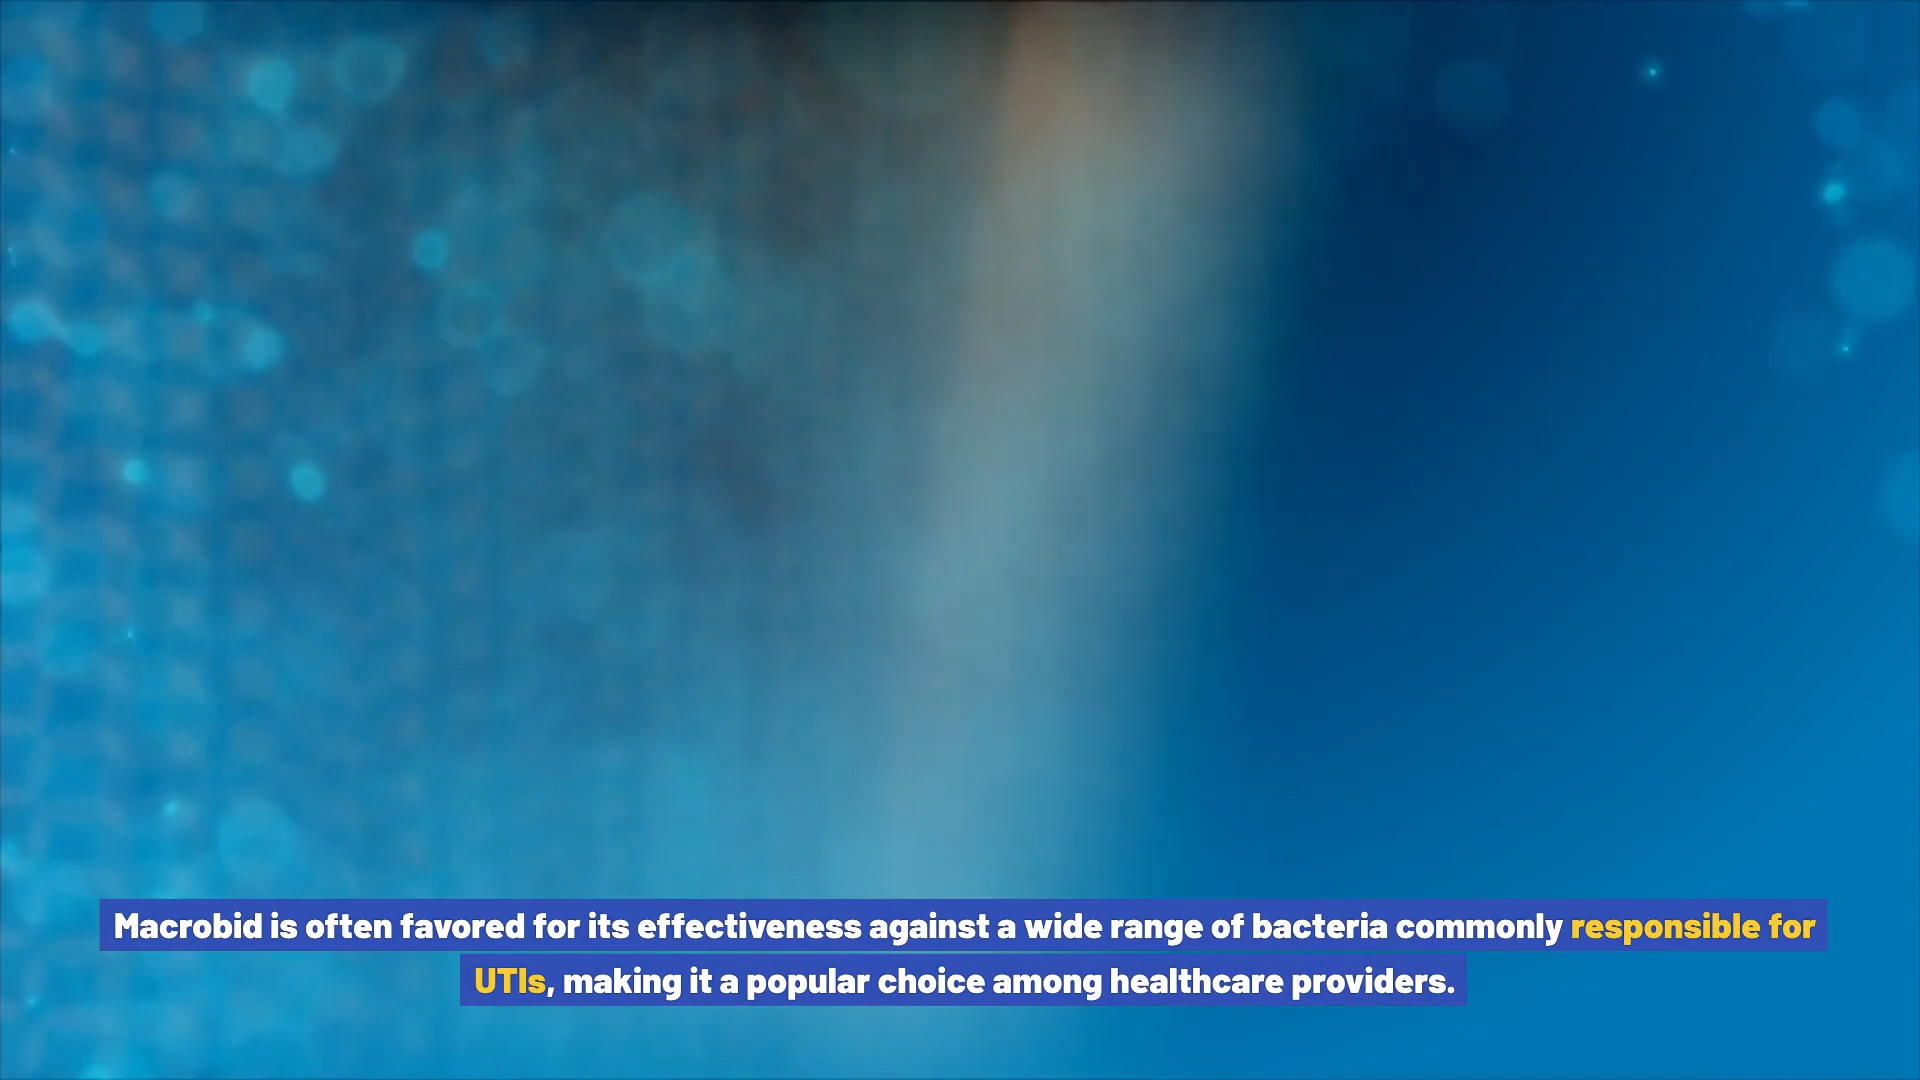 Macrobid is often favored for its effectiveness against a wide range of bacteria commonly responsible for
UTIs, making it a popular choice among healthcare providers.